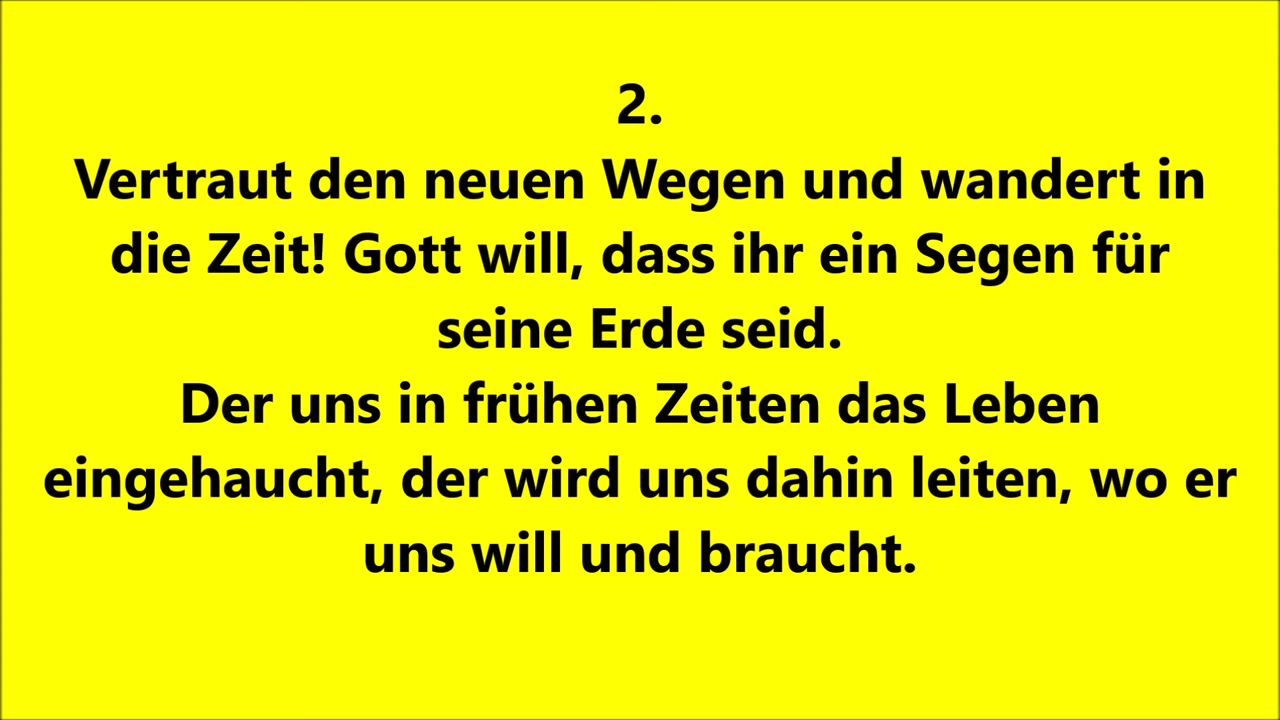 2.
Vertraut den neuen Wegen und wandert in
die Zeit! Gott will, dass ihr ein Segen für
seine Erde seid.
Der uns in frühen Zeiten das Leben
eingehaucht, der wird uns dahin leiten, wo er
uns will und braucht.